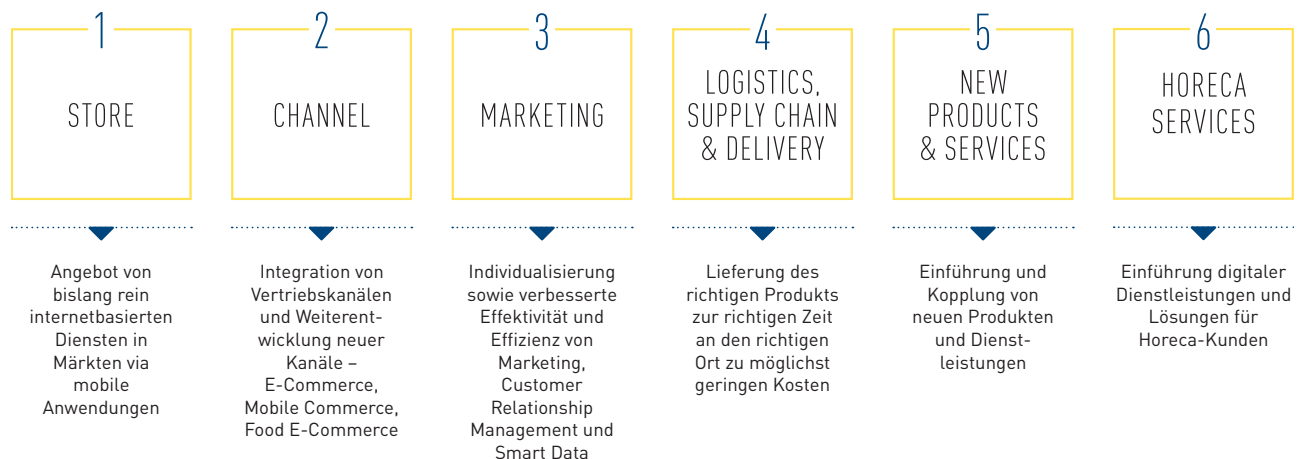 1
STORE
Angebot von
bislang rein
internetbasierten
Diensten in
Märkten via
mobile
Anwendungen
2
CHANNEL
Integration von
Vertriebskanälen
und Weiterent-
wicklung neuer
Kanäle –
E-Commerce,
Mobile Commerce,
Food E-Commerce
3
MARKETING
Individualisierung
sowie verbesserte
Effektivität und
Effizienz von
Marketing,
Customer
Relationship
Management und
Smart Data
4
LOGISTICS,
SUPPLY CHAIN
& DELIVERY
Lieferung des
richtigen Produkts
zur richtigen Zeit
an den richtigen
Ort zu möglichst
geringen Kosten
5
NEW
PRODUCTS
& SERVICES
Einführung und
Kopplung von
neuen Produkten
und Dienst-
leistungen
6
HORECA
SERVICES
Einführung digitaler
Dienstleistungen und
Lösungen für
Horeca-Kunden